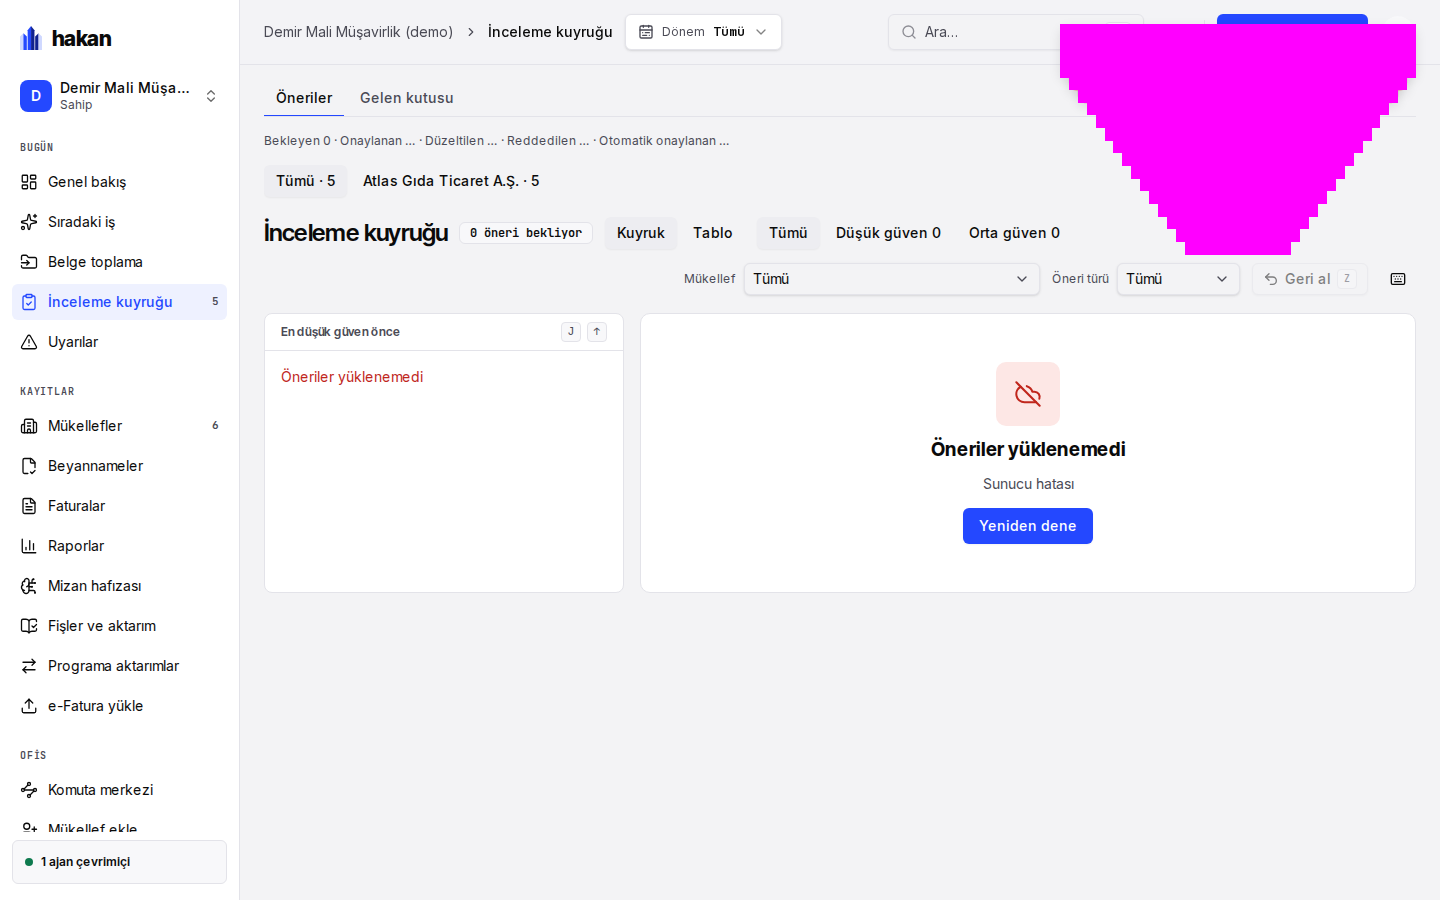 hakan
Demir Mali Müşavirlik (demo) > İnceleme kuyruğu
Dönem Tümü
Ara...
D
Demir Mali Müşa...
Sahip
BUGÜN
Genel bakış
Sıradaki iş
Belge toplama
İnceleme kuyruğu 5
Uyarılar
KAYITLAR
Mükellefler 6
Beyannameler
Faturalar
Raporlar
Mizan hafızası
Fişler ve aktarım
Programa aktarımlar
e-Fatura yükle
OFİS
Komuta merkezi
Mükellef ekle
1 ajan çevrimiçi
Öneriler Gelen kutusu
Bekleyen 0 · Onaylanan ... · Düzeltilen ... · Reddedilen ... · Otomatik onaylanan ...
Tümü · 5 Atlas Gıda Ticaret A.Ş. · 5
İnceleme kuyruğu 0 öneri bekliyor Kuyruk Tablo Tümü Düşük güven 0 Orta güven 0
Mükellef Tümü Öneri türü Tümü Geri al Z
En düşük güven önce J ↑
Öneriler yüklenemedi
Öneriler yüklenemedi
Sunucu hatası
Yeniden dene